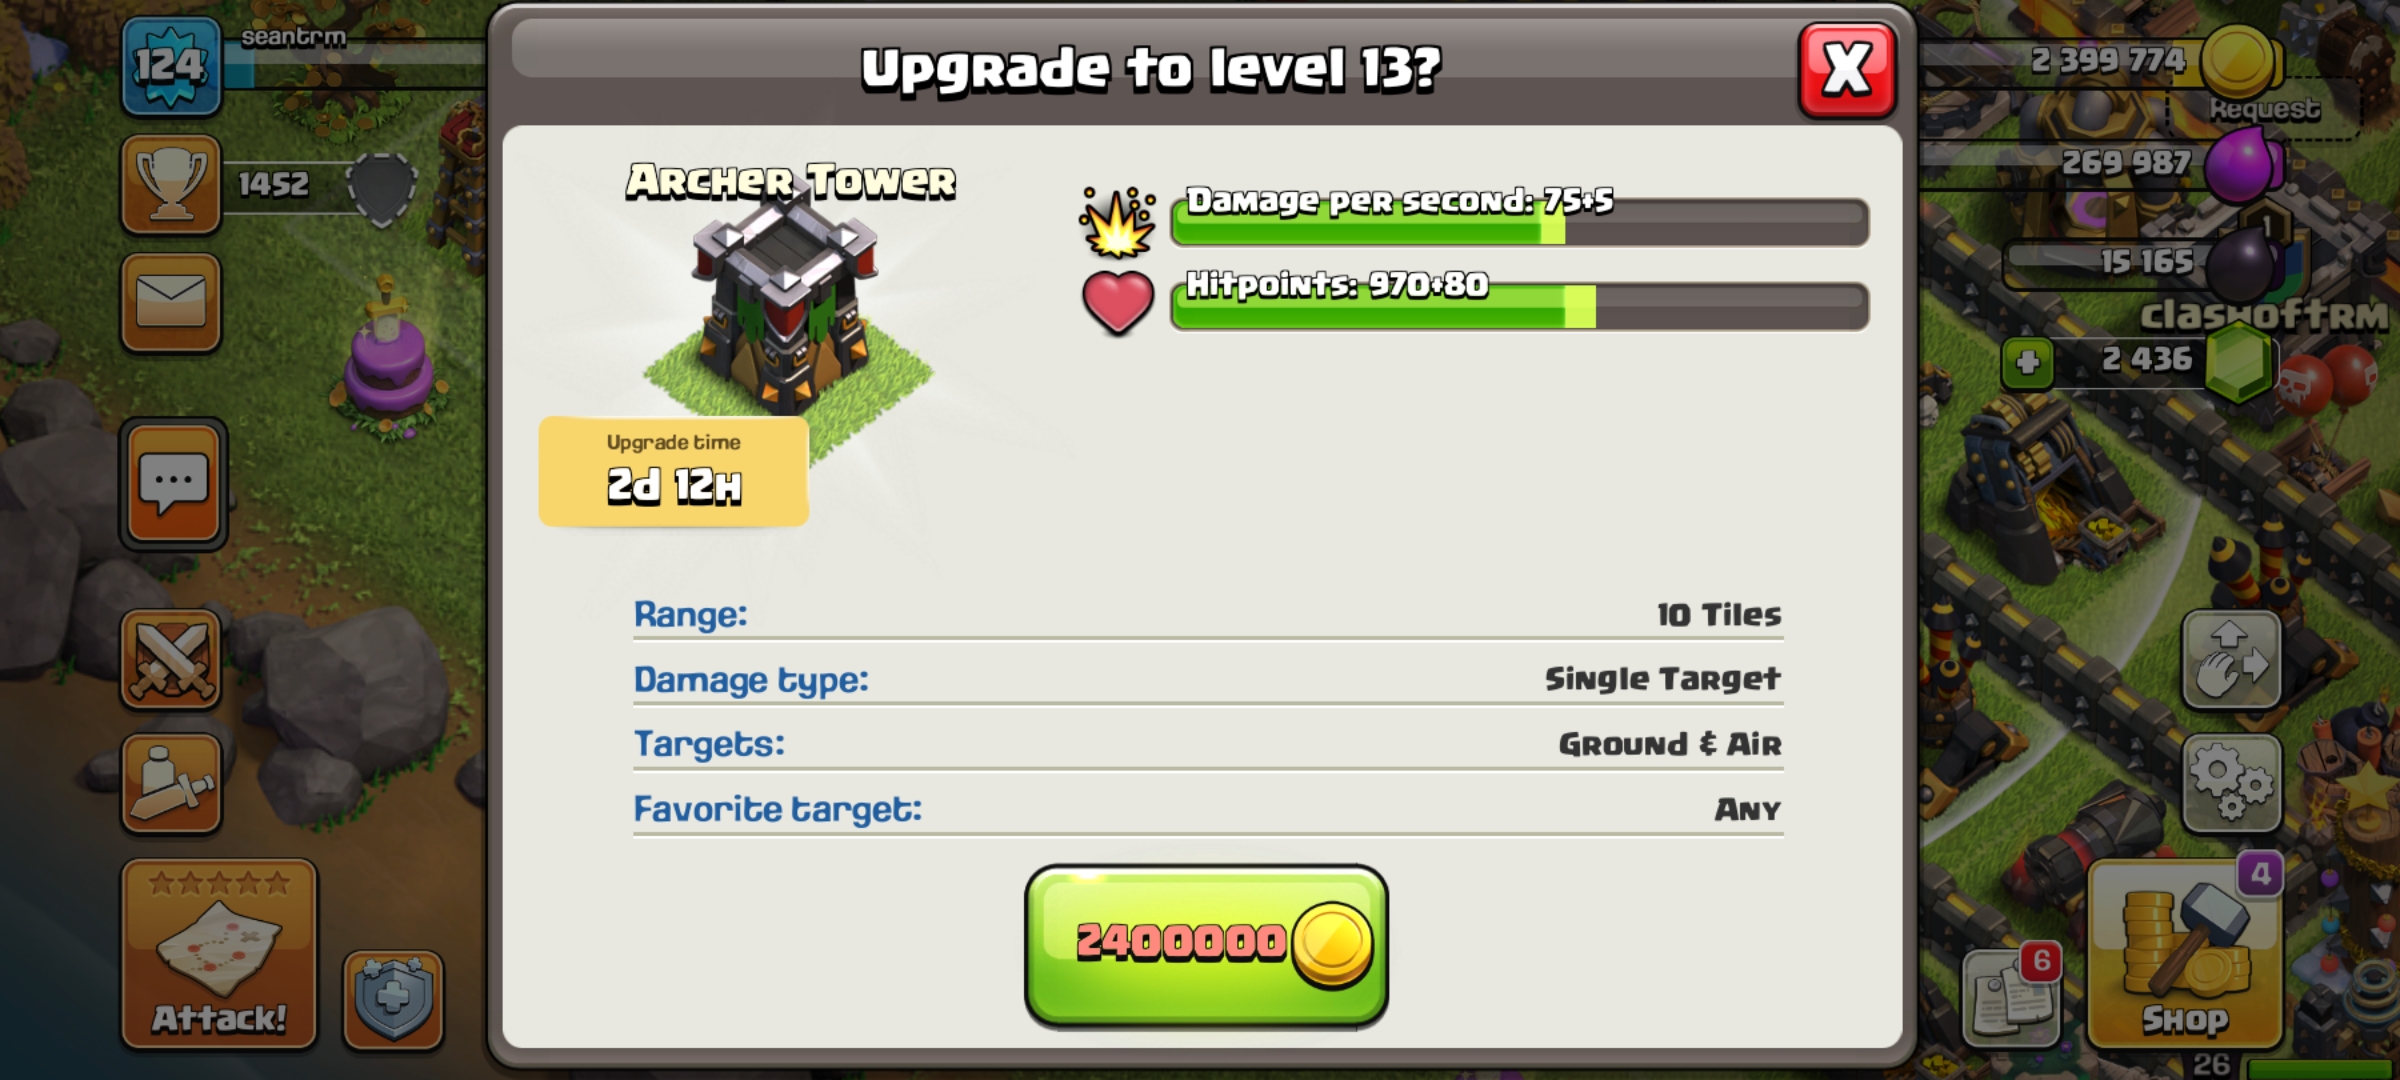 124
seantrm
1452
Attack!
Upgrade to level 13?
X
Archer Tower
Upgrade time
2d 12h
Damage per second: 75+5
Hitpoints: 970+80
Range: 10 Tiles
Damage type: Single Target
Targets: Ground & Air
Favorite target: Any
2400000
2 399 774
Request
269 987
1
15 165
clashoftrm
2 436
4
6
Shop
26